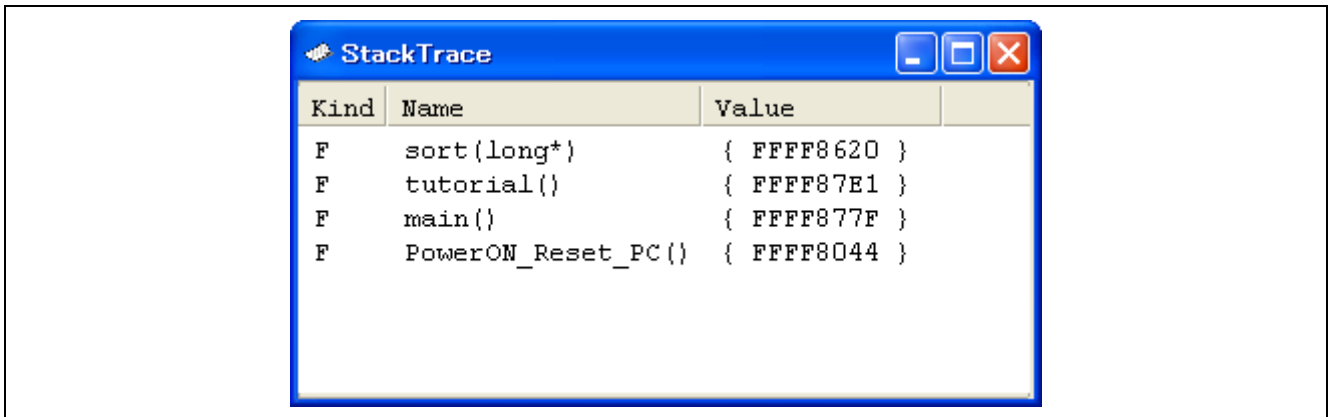 StackTrace
Kind Name Value
F sort(long*) { FFFF8620 }
F tutorial() { FFFF87E1 }
F main() { FFFF877F }
F PowerON_Reset_PC() { FFFF8044 }